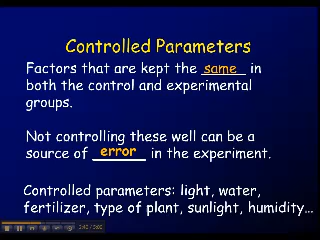 Controlled Parameters
Factors that are kept the same in
both the control and experimental
groups.
Not controlling these well can be a
source of error in the experiment.
Controlled parameters: light, water,
fertilizer, type of plant, sunlight, humidity…